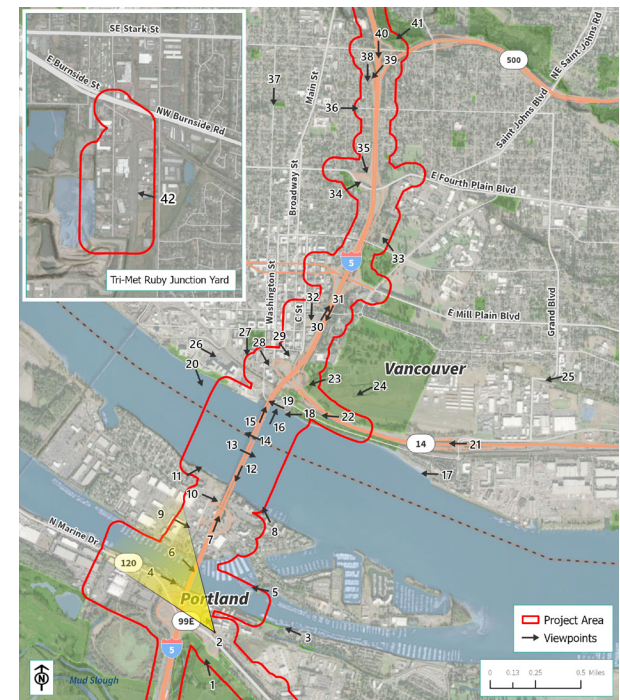 SE Stark St
E Burnside St
NW Burnside Rd
42
Tri-Met Ruby Junction Yard
41
40
38
39
500
NE Saint Johns Rd
37
Main St
36
Saint Johns Blvd
35
Broadway St
34
E Fourth Plain Blvd
33
5
Washington St
C St
32
31
30
E Mill Plain Blvd
Grand Blvd
29
28
27
26
20
Vancouver
23
24
25
19
18
22
15
16
14
14
21
13
12
17
11
10
9
8
7
N Marine Dr
120
6
4
5
Portland
99E
2
3
5
1
Mud Slough
N
Project Area
Viewpoints
0 0.13 0.25 0.5 Miles